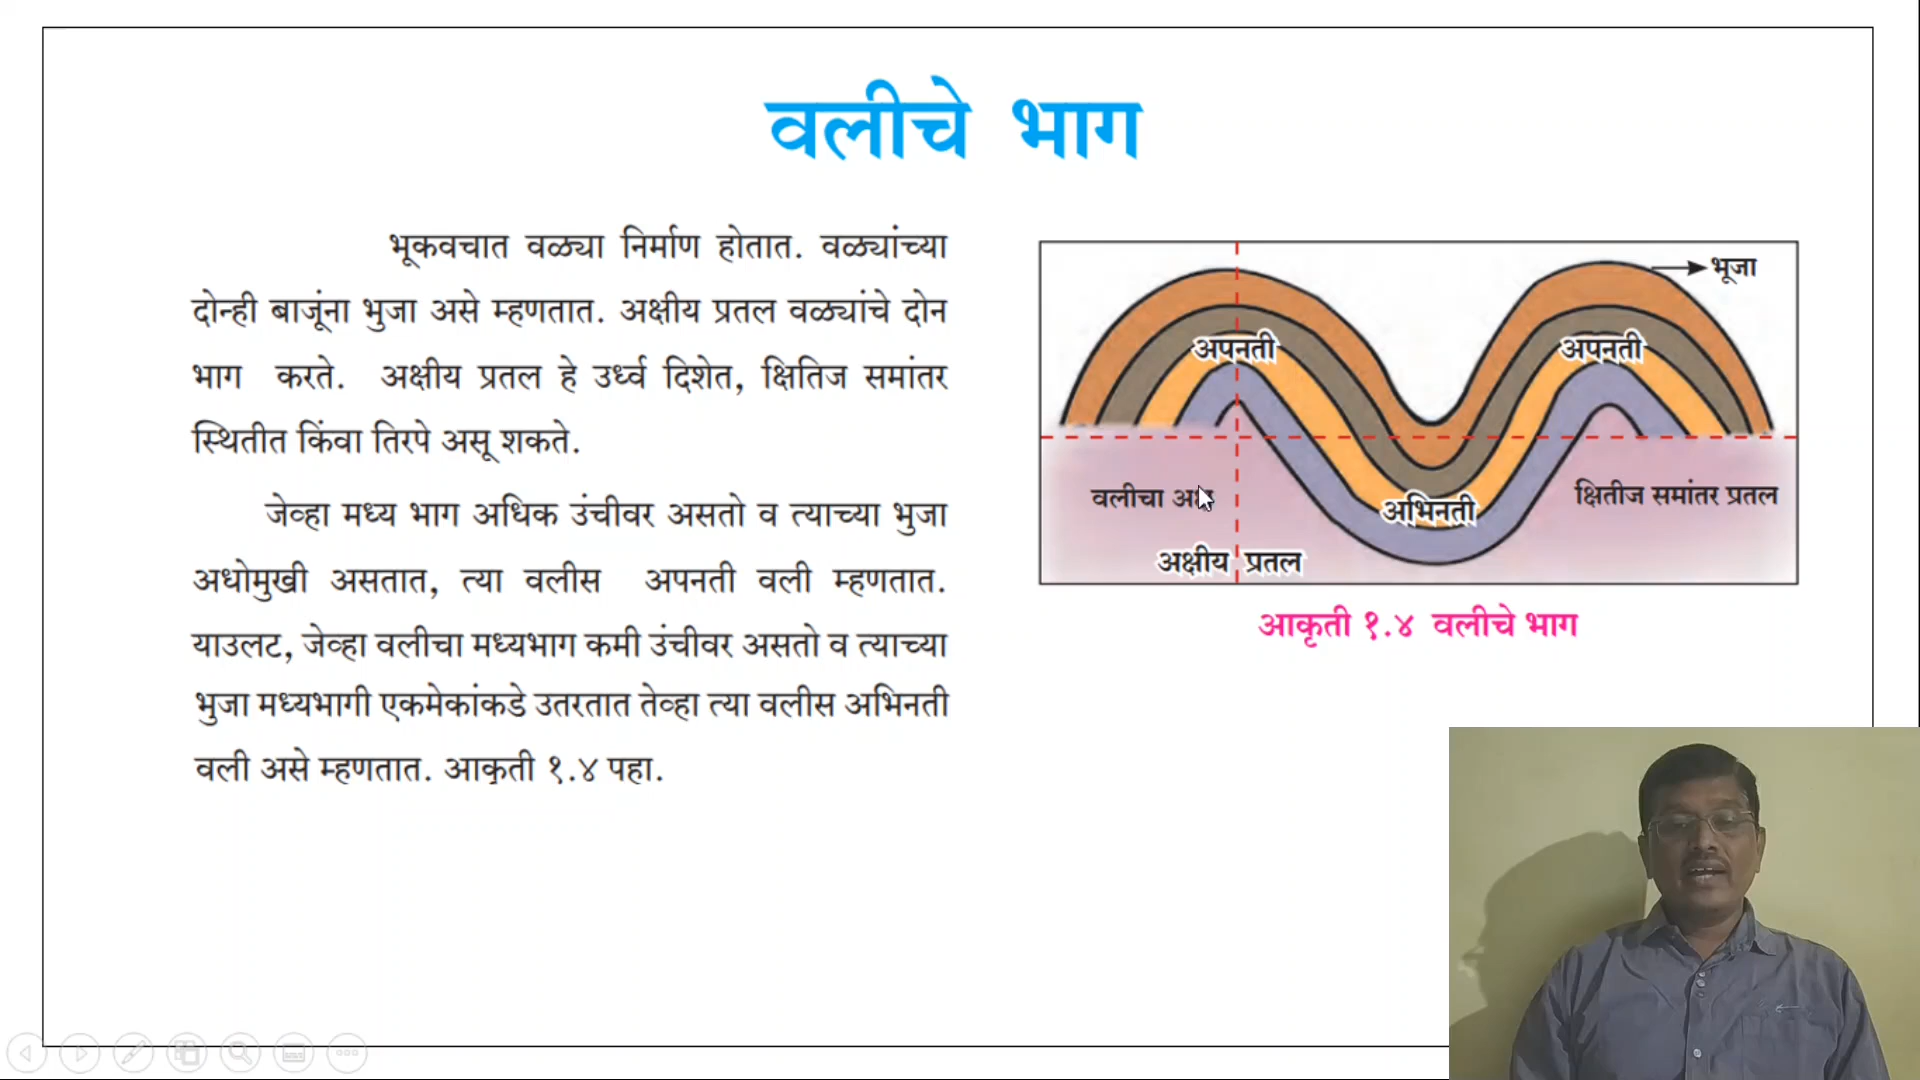 वलीचे भाग
भूकवचात वळ्या निर्माण होतात. वळ्यांच्या
दोन्ही बाजूंना भुजा असे म्हणतात. अक्षीय प्रतल वळ्यांचे दोन
भाग करते. अक्षीय प्रतल हे उर्ध्व दिशेत, क्षितिज समांतर
स्थितीत किंवा तिरपे असू शकते.
जेव्हा मध्य भाग अधिक उंचीवर असतो व त्याच्या भुजा
अधोमुखी असतात, त्या वलीस अपनती वली म्हणतात.
याउलट, जेव्हा वलीचा मध्यभाग कमी उंचीवर असतो व त्याच्या
भुजा मध्यभागी एकमेकांकडे उतरतात तेव्हा त्या वलीस अभिनती
वली असे म्हणतात. आकृती १.४ पहा.
भूजा
अपनती
अपनती
वलीचा
अभिनती
क्षितीज समांतर प्रतल
अक्षीय प्रतल
आकृती १.४ वलीचे भाग